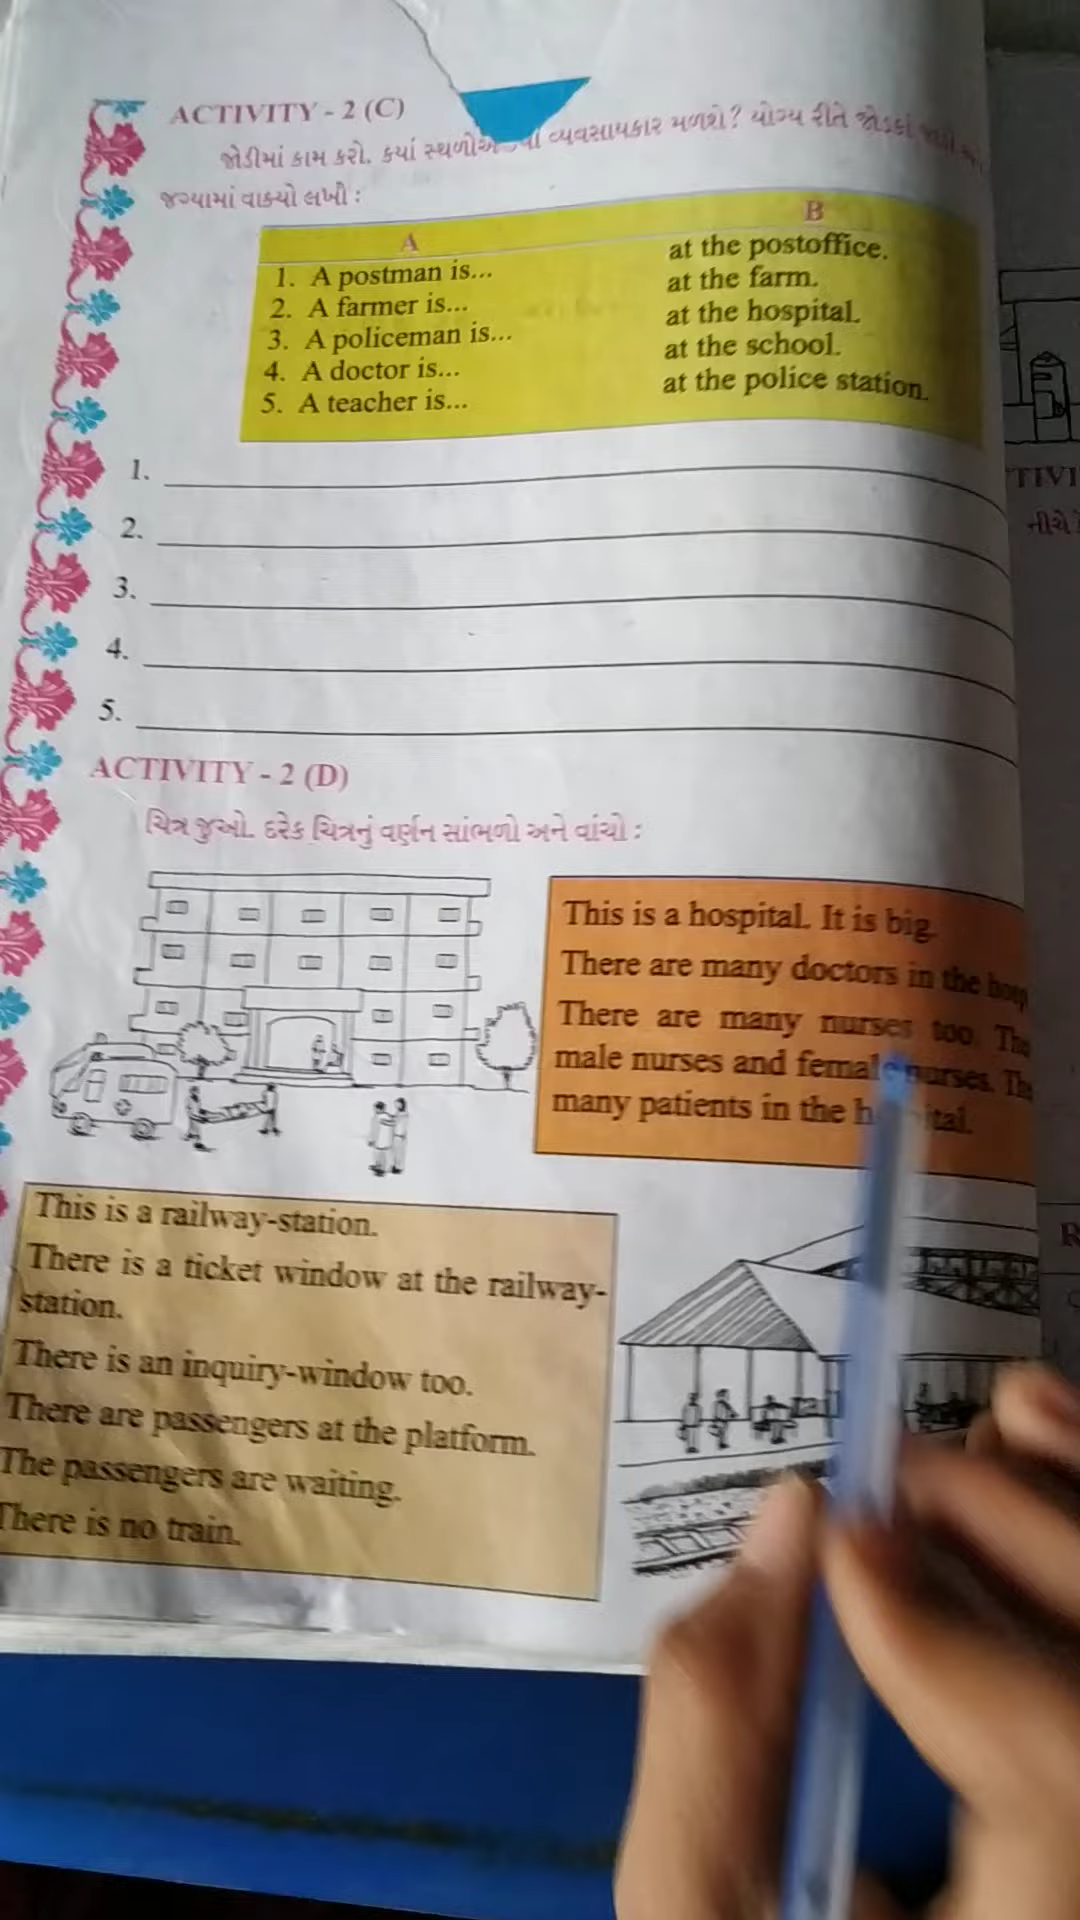 ACTIVITY - 2 (C)
જોડીમાં કામ કરો. કયાં વ્યવસાયકાર મળશે? યોગ્ય રીતે જોડકાં
જગ્યામાં વાક્યો લખો :
A B
1. A postman is... at the postoffice.
2. A farmer is... at the farm.
3. A policeman is... at the hospital.
4. A doctor is... at the school.
5. A teacher is... at the police station.
1.
2.
3.
4.
5.
ACTIVITY - 2 (D)
ચિત્ર જુઓ. દરેક ચિત્રનું વર્ણન સાંભળો અને વાંચો :
This is a hospital. It is big.
There are many doctors in the
There are many nurses too.
male nurses and female nurses.
many patients in the
This is a railway-station.
There is a ticket window at the railway-
station.
There is an inquiry-window too.
There are passengers at the platform.
The passengers are waiting.
There is no train.